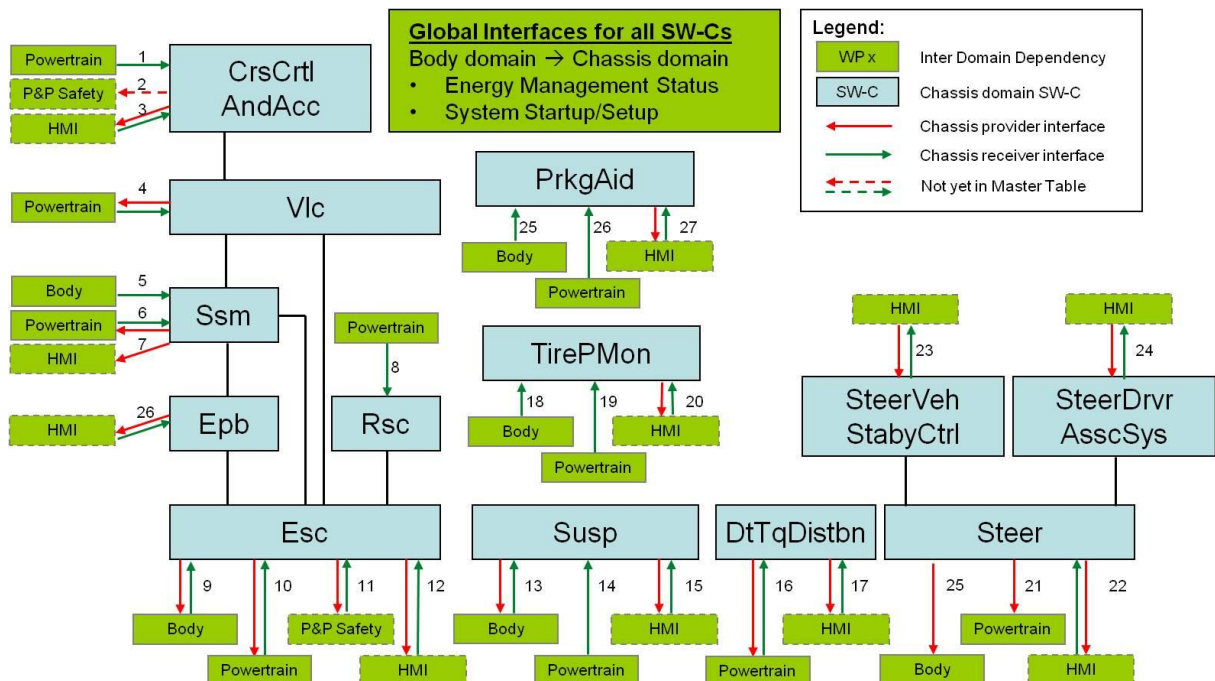 Global Interfaces for all SW-Cs
Body domain → Chassis domain
• Energy Management Status
• System Startup/Setup
Legend:
WP x
Inter Domain Dependency
SW-C
Chassis domain SW-C
Chassis provider interface
Chassis receiver interface
Not yet in Master Table
Powertrain
1
P&P Safety
2
HMI
3
CrsCrtl
AndAcc
Powertrain
4
Vlc
Body
5
Powertrain
6
HMI
7
Ssm
Powertrain
8
HMI
26
Epb
Rsc
Esc
9
Body
10
Powertrain
11
P&P Safety
12
HMI
PrkgAid
25
Body
26
Powertrain
27
HMI
TirePMon
18
Body
19
Powertrain
20
HMI
Susp
13
Body
14
Powertrain
15
HMI
DtTqDistbn
16
Powertrain
17
HMI
HMI
23
SteerVeh
StabyCtrl
HMI
24
SteerDrvr
AsscSys
Steer
25
Body
21
Powertrain
22
HMI